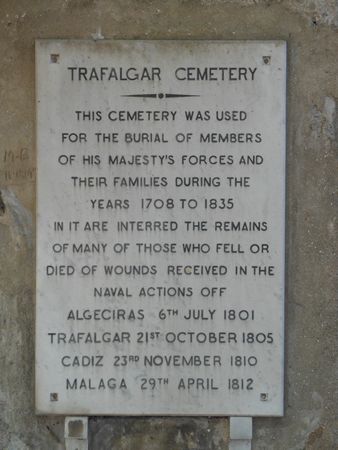 TRAFALGAR CEMETERY
THIS CEMETERY WAS USED
FOR THE BURIAL OF MEMBERS
OF HIS MAJESTY'S FORCES AND
THEIR FAMILIES DURING THE
YEARS 1708 TO 1835
IN IT ARE INTERRED THE REMAINS
OF MANY OF THOSE WHO FELL OR
DIED OF WOUNDS RECEIVED IN THE
NAVAL ACTIONS OFF
ALGECIRAS 6TH JULY 1801
TRAFALGAR 21ST OCTOBER 1805
CADIZ 23RD NOVEMBER 1810
MALAGA 29TH APRIL 1812